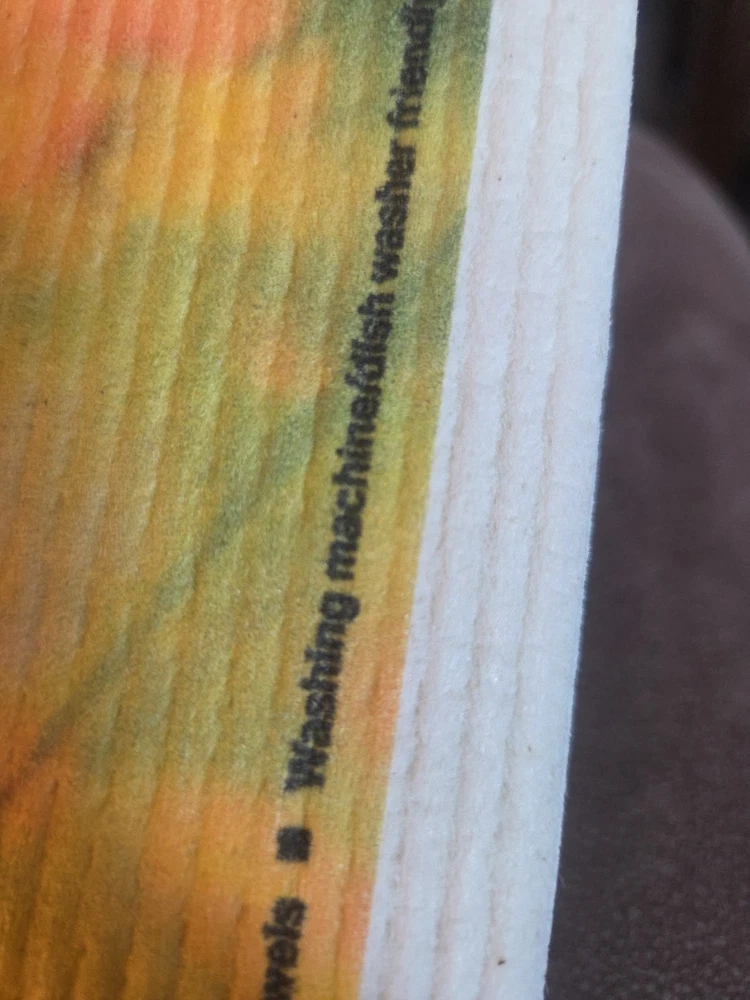 wels ■ Washing machine/dish washer friendly